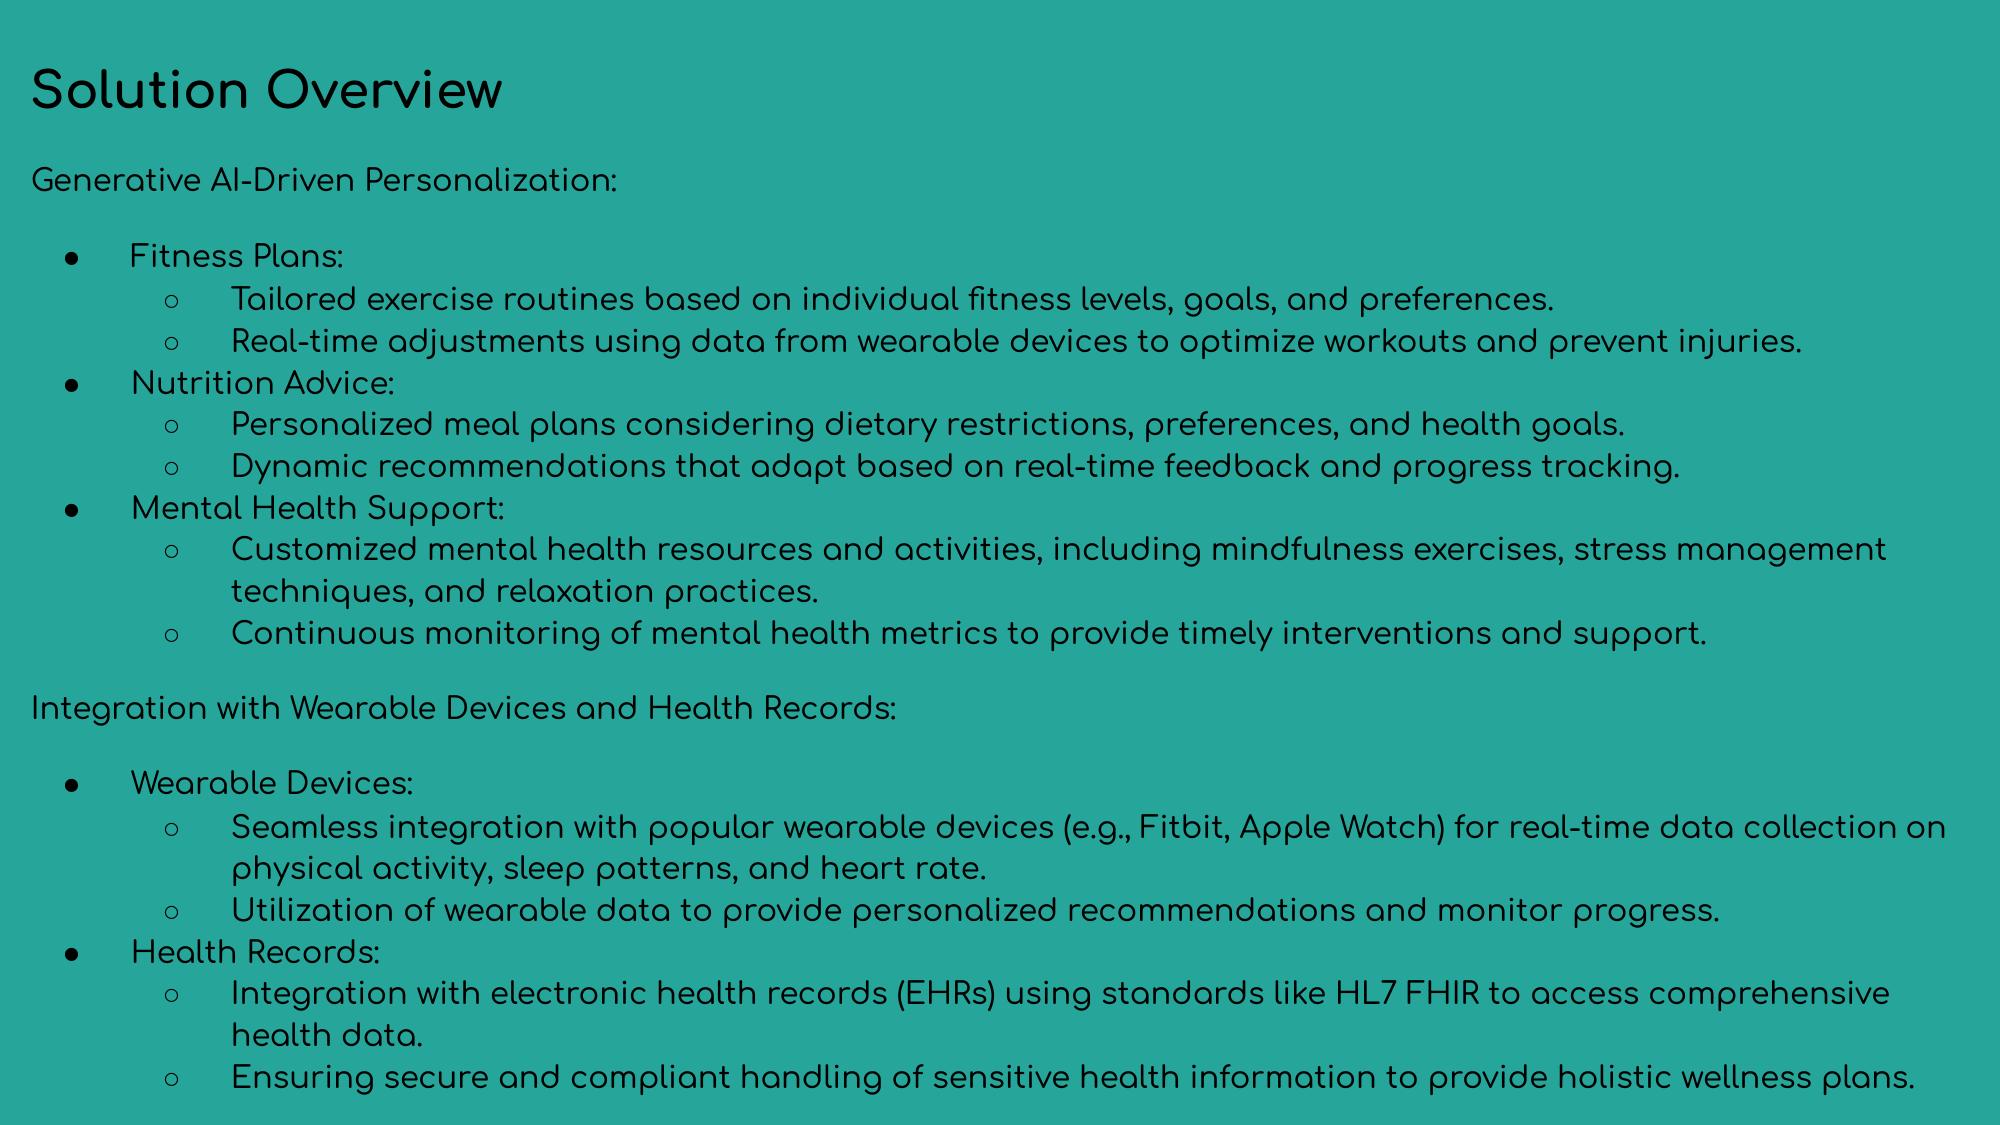 Solution Overview
Generative AI-Driven Personalization:
● Fitness Plans:
○ Tailored exercise routines based on individual fitness levels, goals, and preferences.
○ Real-time adjustments using data from wearable devices to optimize workouts and prevent injuries.
● Nutrition Advice:
○ Personalized meal plans considering dietary restrictions, preferences, and health goals.
○ Dynamic recommendations that adapt based on real-time feedback and progress tracking.
● Mental Health Support:
○ Customized mental health resources and activities, including mindfulness exercises, stress management
techniques, and relaxation practices.
○ Continuous monitoring of mental health metrics to provide timely interventions and support.
Integration with Wearable Devices and Health Records:
● Wearable Devices:
○ Seamless integration with popular wearable devices (e.g., Fitbit, Apple Watch) for real-time data collection on
physical activity, sleep patterns, and heart rate.
○ Utilization of wearable data to provide personalized recommendations and monitor progress.
● Health Records:
○ Integration with electronic health records (EHRs) using standards like HL7 FHIR to access comprehensive
health data.
○ Ensuring secure and compliant handling of sensitive health information to provide holistic wellness plans.